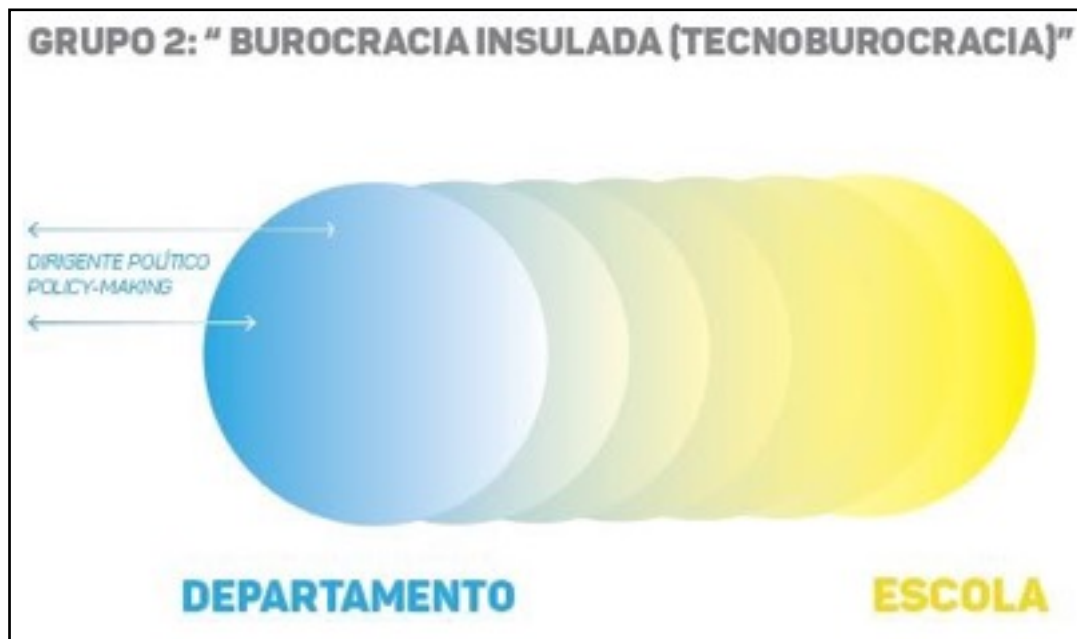 GRUPO 2: “ BUROCRACIA INSULADA (TECNOBUROCRACIA)”
DIRIGENTE POLÍTICO
POLICY-MAKING
DEPARTAMENTO
ESCOLA